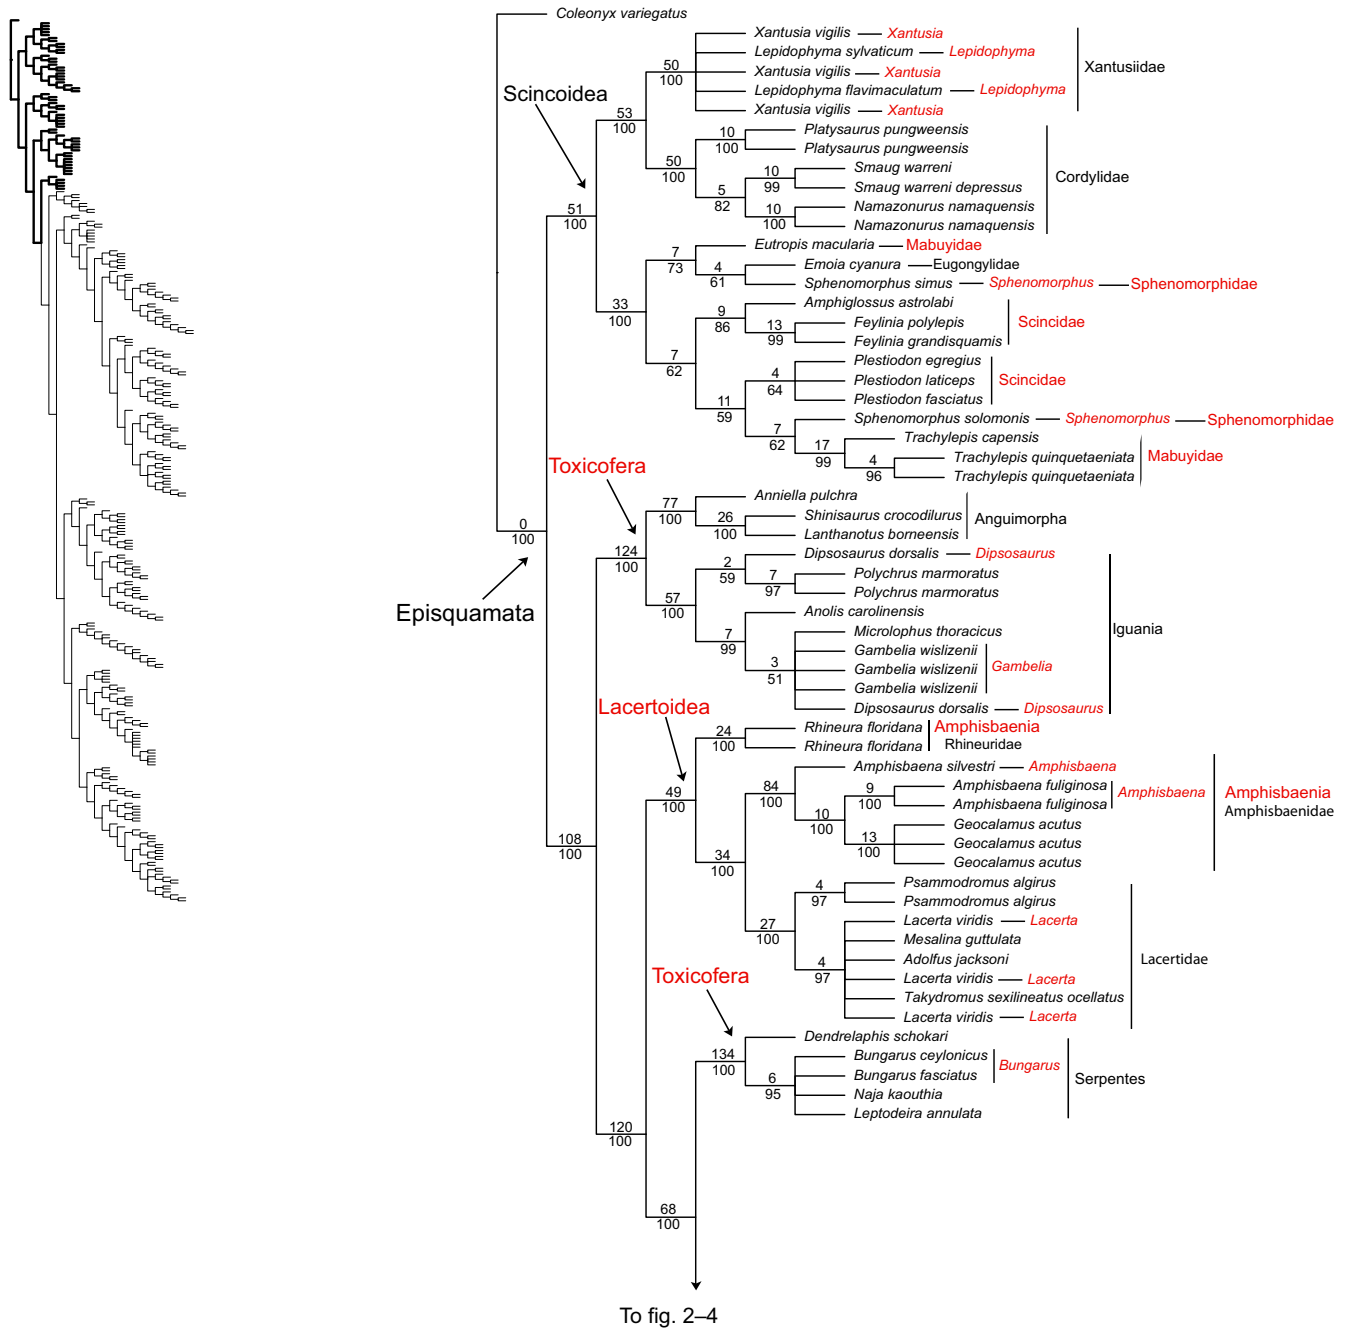 Coleonyx variegatus
Xantusia vigilis Xantusia
Lepidophyma sylvaticum Lepidophyma
50
Xantusia vigilis Xantusia
Xantusiidae
100
Scincoidea
Lepidophyma flavimaculatum Lepidophyma
53
Xantusia vigilis Xantusia
100
10
Platysaurus pungweensis
100
Platysaurus pungweensis
50
100
10
Smaug warreni
Cordylidae
99
5
Smaug warreni depressus
82
10
Namazonurus namaquensis
51
100
100
Namazonurus namaquensis
7
Eutropis macularia Mabuyidae
73
4
Emoia cyanura Eugongylidae
61
Sphenomorphus simus Sphenomorphus Sphenomorphidae
33
100
9
Amphiglossus astrolabi
86
13
Feylinia polylepis
Scincidae
99
Feylinia grandisquamis
7
62
Plestiodon egregius
4
Plestiodon laticeps
Scincidae
64
Plestiodon fasciatus
11
59
7
Sphenomorphus solomonis Sphenomorphus Sphenomorphidae
62
17
Trachylepis capensis
99
4
Trachylepis quinquetaeniata
Mabuyidae
96
Trachylepis quinquetaeniata
Toxicofera
77
Anniella pulchra
100
26
Shinisaurus crocodilurus
Anguimorpha
100
Lanthanotus borneensis
0
100
124
100
2
Dipsosaurus dorsalis Dipsosaurus
59
7
Polychrus marmoratus
97
Polychrus marmoratus
57
100
Episquamata
7
Anolis carolinensis
99
Microlophus thoracicus
Iguania
3
Gambelia wislizenii
51
Gambelia wislizenii
Gambelia
Gambelia wislizenii
Dipsosaurus dorsalis Dipsosaurus
Lacertoidea
24
Rhineura floridana
Amphisbaenia
100
Rhineura floridana
Rhineuridae
49
100
84
Amphisbaena silvestri Amphisbaena
100
9
Amphisbaena fuliginosa
Amphisbaena
100
Amphisbaena fuliginosa
Amphisbaenia
Amphisbaenidae
10
100
13
Geocalamus acutus
100
Geocalamus acutus
Geocalamus acutus
108
100
34
100
4
Psammodromus algirus
97
Psammodromus algirus
27
100
Lacerta viridis Lacerta
Mesalina guttulata
4
Adolfus jacksoni
Lacertidae
97
Lacerta viridis Lacerta
Takydromus sexilineatus ocellatus
Lacerta viridis Lacerta
Toxicofera
134
Dendrelaphis schokari
100
6
Bungarus ceylonicus
Bungarus
95
Bungarus fasciatus
Serpentes
Naja kaouthia
Leptodeira annulata
120
100
68
100
To fig. 2–4